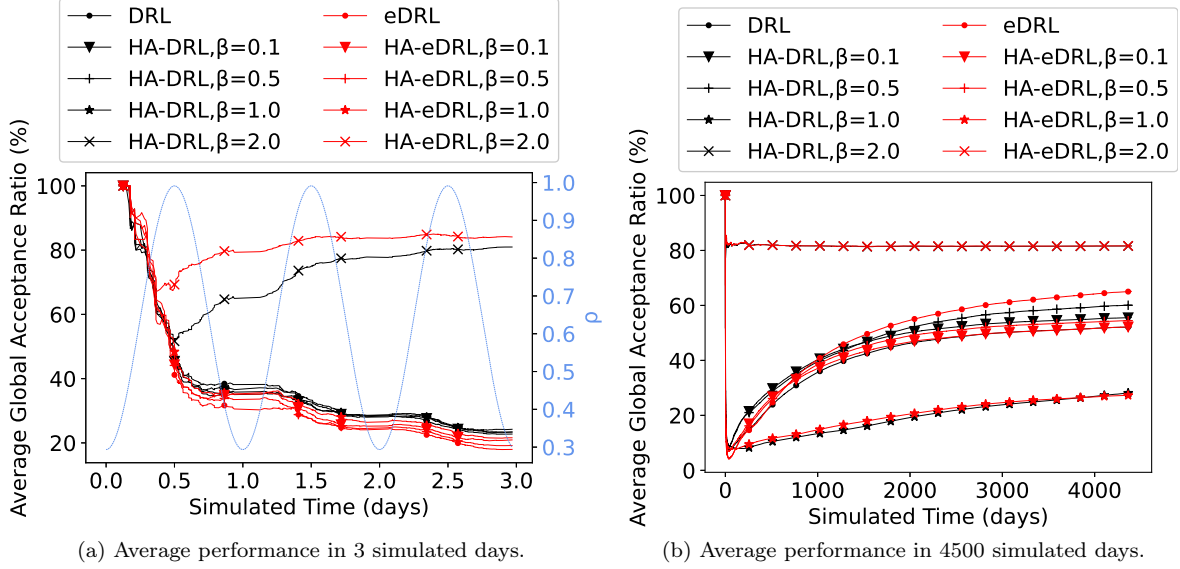 DRL
eDRL
HA-DRL,β=0.1
HA-eDRL,β=0.1
HA-DRL,β=0.5
HA-eDRL,β=0.5
HA-DRL,β=1.0
HA-eDRL,β=1.0
HA-DRL,β=2.0
HA-eDRL,β=2.0
Average Global Acceptance Ratio (%)
100
80
60
40
20
1.0
0.9
0.8
0.7
0.6
0.5
0.4
0.3
ρ
0.0 0.5 1.0 1.5 2.0 2.5 3.0
Simulated Time (days)
(a) Average performance in 3 simulated days.
DRL
eDRL
HA-DRL,β=0.1
HA-eDRL,β=0.1
HA-DRL,β=0.5
HA-eDRL,β=0.5
HA-DRL,β=1.0
HA-eDRL,β=1.0
HA-DRL,β=2.0
HA-eDRL,β=2.0
Average Global Acceptance Ratio (%)
100
80
60
40
20
0
0 1000 2000 3000 4000
Simulated Time (days)
(b) Average performance in 4500 simulated days.